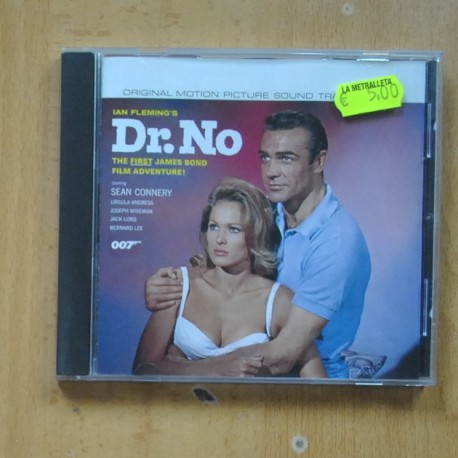 ORIGINAL MOTION PICTURE SOUND
LA METRALLETA
€ 5,00
IAN FLEMING'S
Dr. No
THE FIRST JAMES BOND
FILM ADVENTURE!
starring
SEAN CONNERY
URSULA ANDRESS
JOSEPH WISEMAN
JACK LORD
BERNARD LEE
007